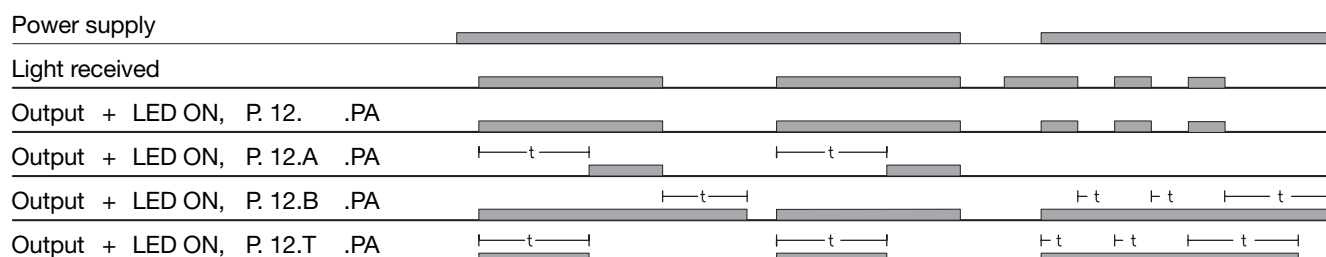 Power supply
Light received
Output + LED ON, P. 12. .PA
Output + LED ON, P. 12.A .PA
t t
Output + LED ON, P. 12.B .PA
t t t t
Output + LED ON, P. 12.T .PA
t t t t t